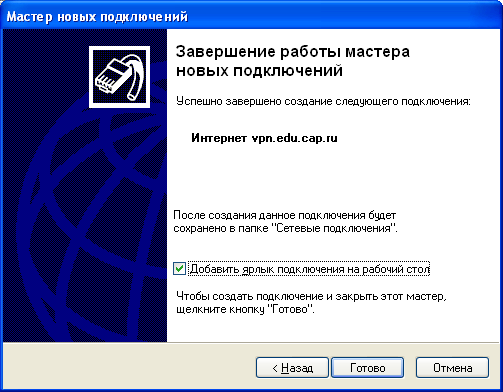 Мастер новых подключений
Завершение работы мастера
новых подключений
Успешно завершено создание следующего подключения:
Интернет vpn.edu.cap.ru
После создания данное подключения будет
сохранено в папке "Сетевые подключения".
Добавить ярлык подключения на рабочий стол
Чтобы создать подключение и закрыть этот мастер,
щелкните кнопку "Готово".
< Назад
Готово
Отмена